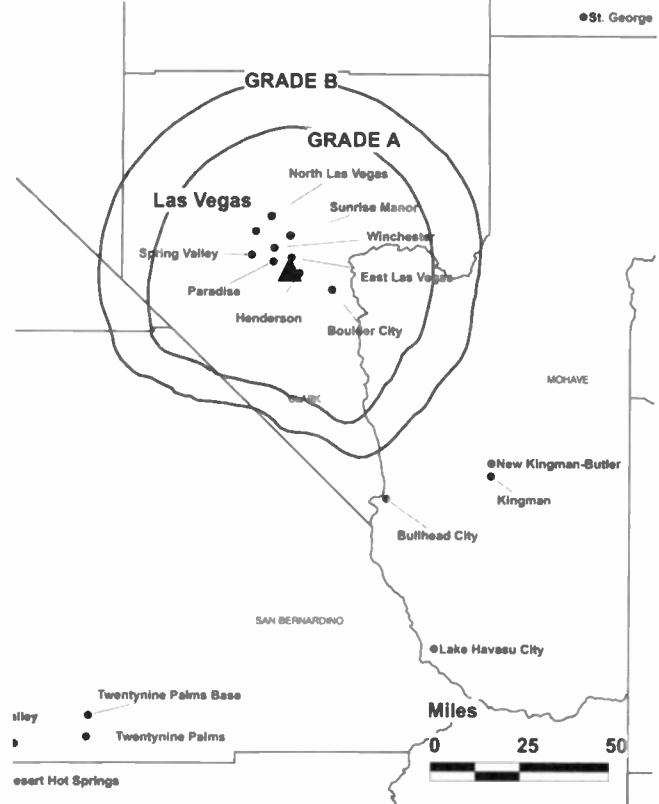 St. George
GRADE B
GRADE A
North Las Vegas
Las Vegas
Sunrise Manor
Winchester
Spring Valley
East Las Vegas
Paradise
Henderson
Boulder City
MOHAVE
CLARK
New Kingman-Butler
Kingman
Bullhead City
SAN BERNARDINO
Lake Havasu City
Twentynine Palms Base
alley
Miles
Twentynine Palms
0 25 50
esert Hot Springs